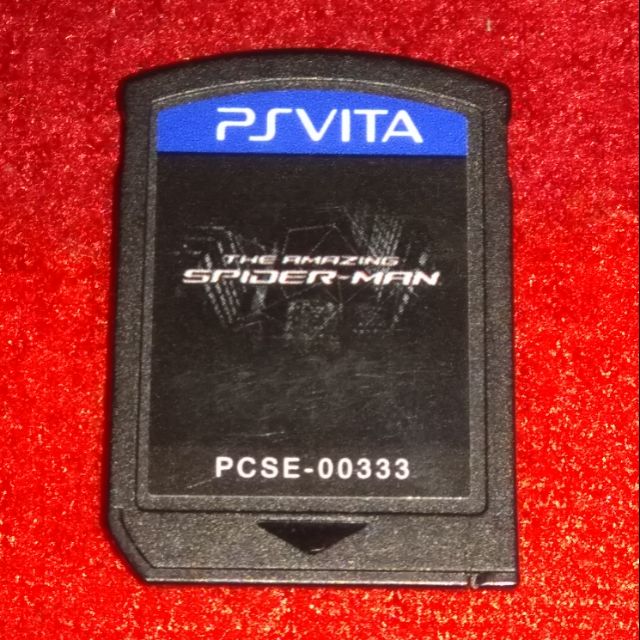 PSVITA
THE AMAZING
SPIDER-MAN
PCSE-00333